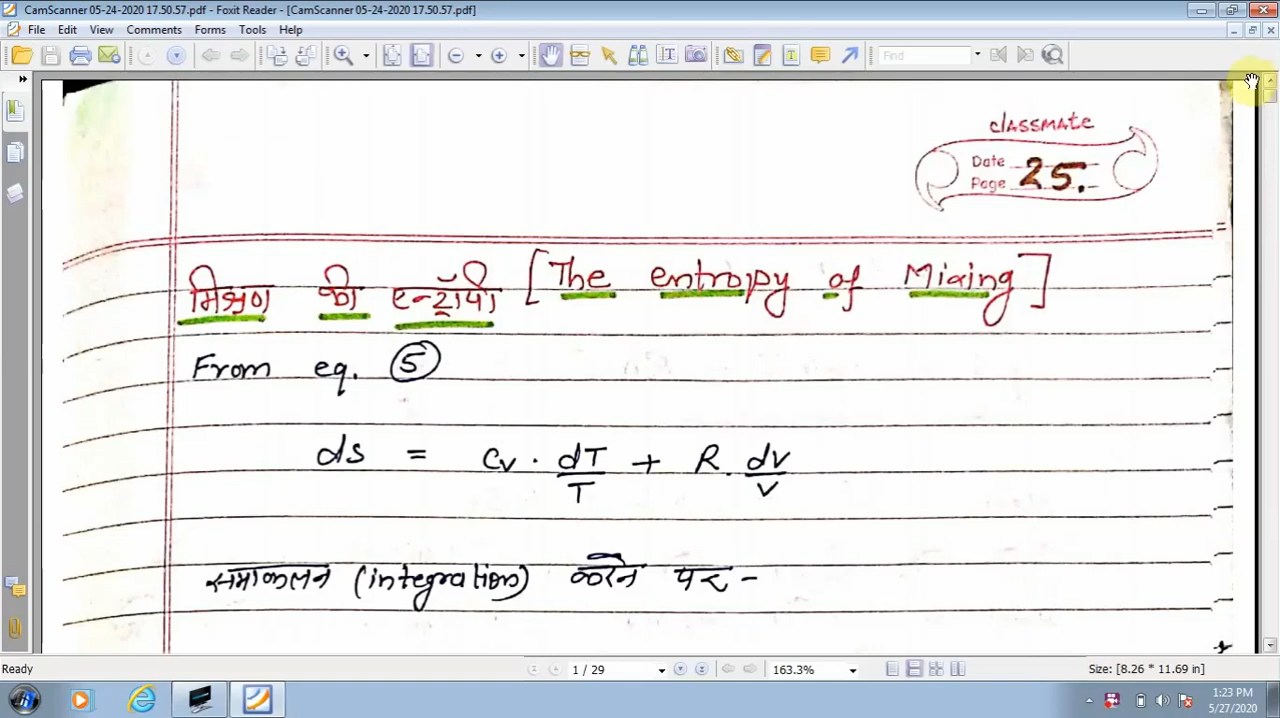 CamScanner 05-24-2020 17.50.57.pdf - Foxit Reader - [CamScanner 05-24-2020 17.50.57.pdf]
File Edit View Comments Forms Tools Help
Find
classmate
Date
Page 25.
मिश्रण की एन्ट्रॉपी [The entropy of Mixing]
From eq. ⑤
ds = Cv · dT/T + R · dv/v
समाकलन (integration) करने पर -
Ready 1 / 29 163.3% Size: [8.26 * 11.69 in]
1:23 PM
5/27/2020